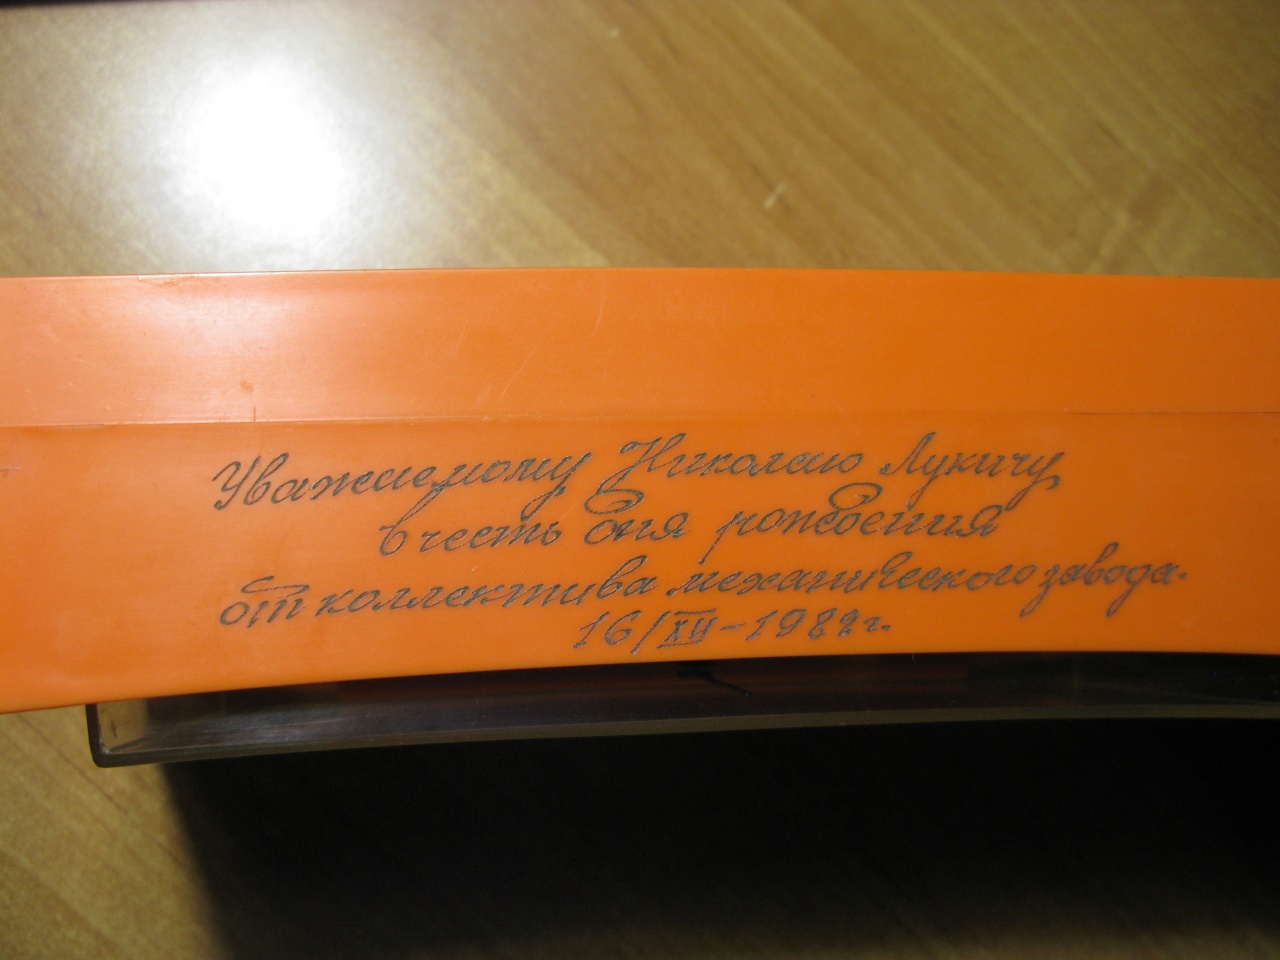 Уважаемому Николаю Лукичу
в честь дня рождения
от коллектива механического завода.
16/XII-1982г.